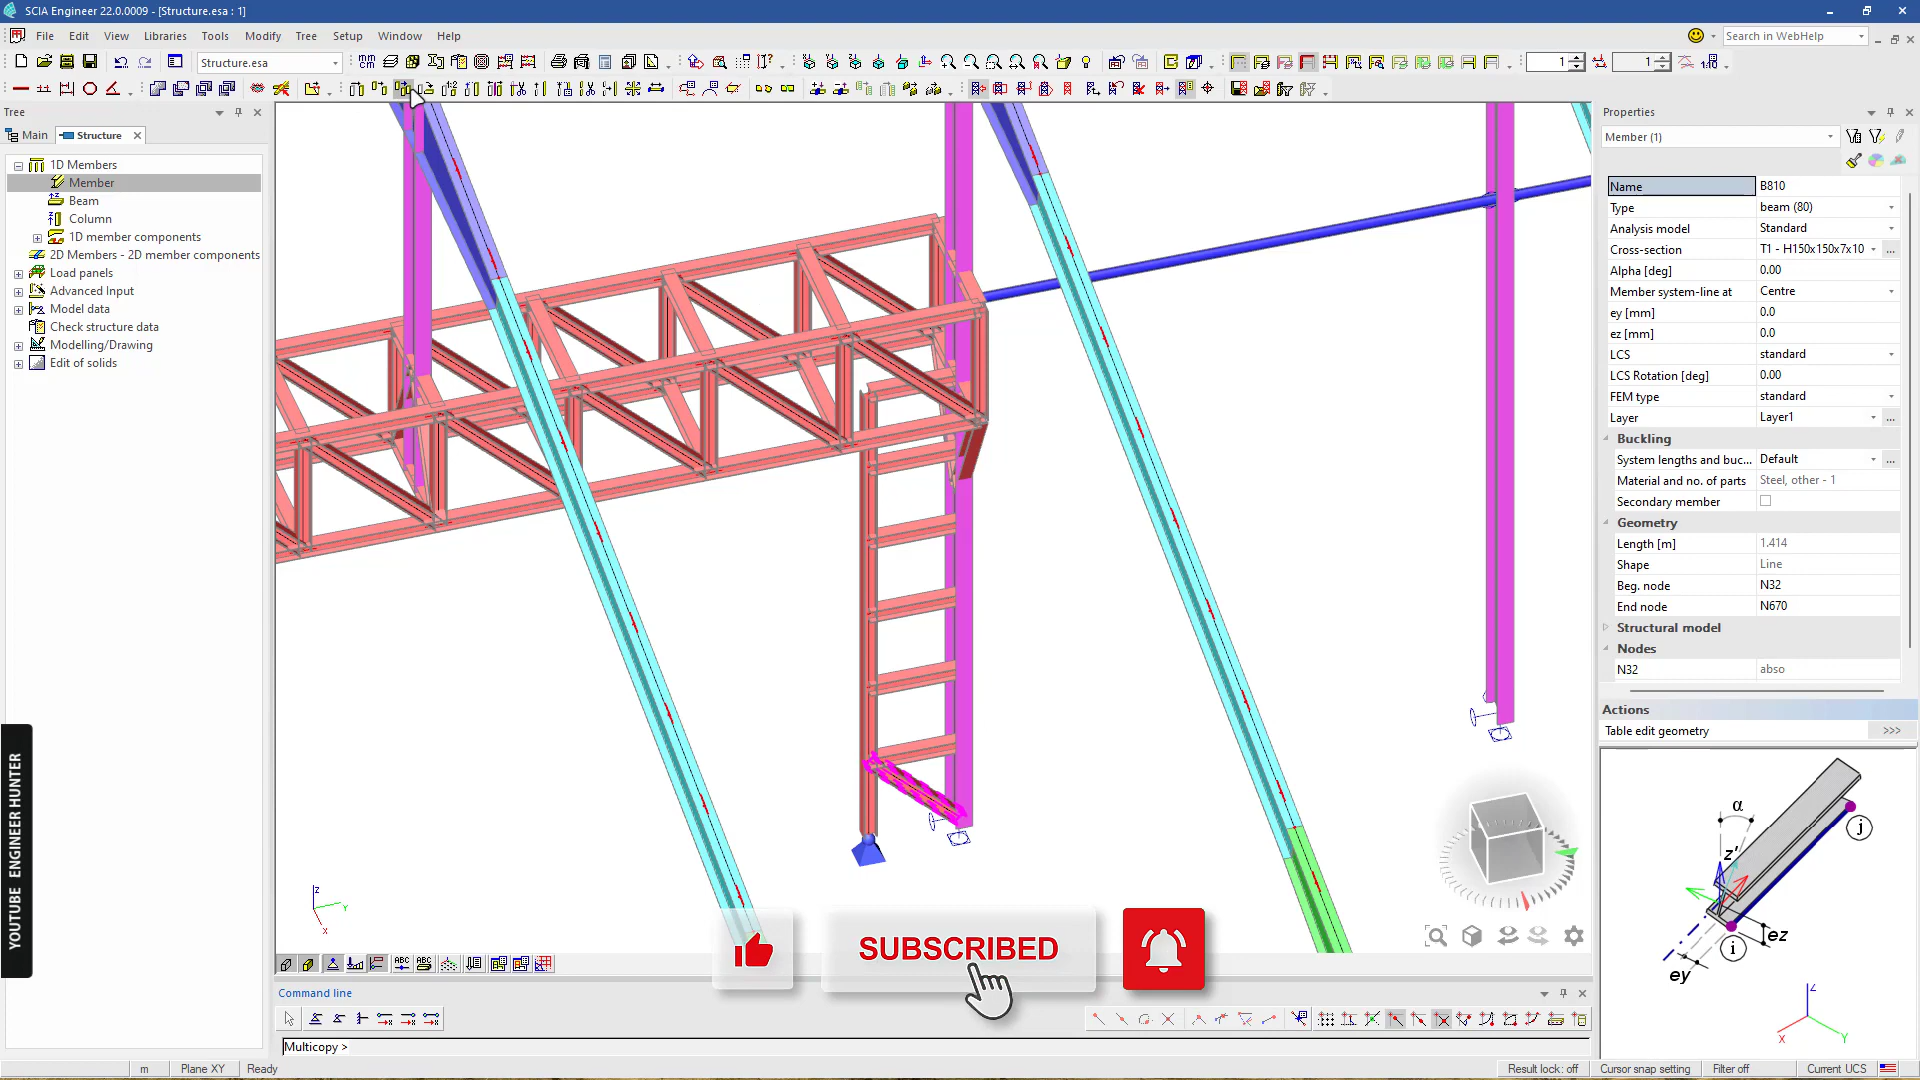 SCIA Engineer 22.0.0009 - [Structure.esa : 1]
File Edit View Libraries Tools Modify Tree Setup Window Help
Search in WebHelp
Structure.esa
1
1
Tree
Main
Structure
1D Members
Member
Beam
Column
1D member components
2D Members - 2D member components
Load panels
Advanced Input
Model data
Check structure data
Modelling/Drawing
Edit of solids
YOUTUBE ENGINEER HUNTER
z
Y
x
SUBSCRIBED
Command line
Multicopy >
m
Plane XY
Ready
Result lock: off
Cursor snap setting
Filter off
Current UCS
Properties
Member (1)
Name B810
Type beam (80)
Analysis model Standard
Cross-section T1 - H150x150x7x10 ...
Alpha [deg] 0.00
Member system-line at Centre
ey [mm] 0.0
ez [mm] 0.0
LCS standard
LCS Rotation [deg] 0.00
FEM type standard
Layer Layer1 ...
Buckling
System lengths and buc... Default ...
Material and no. of parts Steel, other - 1
Secondary member
Geometry
Length [m] 1.414
Shape Line
Beg. node N32
End node N670
Structural model
Nodes
N32 abso
Actions
Table edit geometry >>>
α
z'
j
i
ez
ey
Z
X
Y